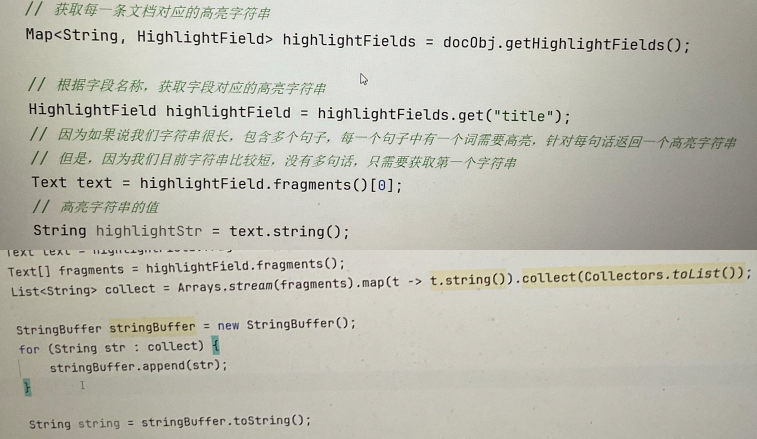 // 获取每一条文档对应的高亮字符串
Map<String, HighlightField> highlightFields = docObj.getHighlightFields();
// 根据字段名称，获取字段对应的高亮字符串
HighlightField highlightField = highlightFields.get("title");
// 因为如果说我们字符串很长，包含多个句子，每一个句子中有一个词需要高亮，针对每句话返回一个高亮字符串
// 但是，因为我们目前字符串比较短，没有多句话，只需要获取第一个字符串
Text text = highlightField.fragments()[0];
// 高亮字符串的值
String highlightStr = text.string();
Text[] fragments = highlightField.fragments();
List<String> collect = Arrays.stream(fragments).map(t -> t.string()).collect(Collectors.toList());
StringBuffer stringBuffer = new StringBuffer();
for (String str : collect) {
stringBuffer.append(str);
}
String string = stringBuffer.toString();